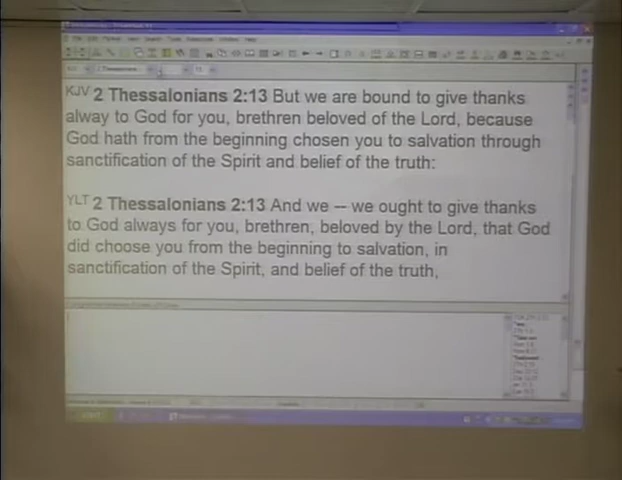 KJV 2 Thessalonians 2:13 But we are bound to give thanks
alway to God for you, brethren beloved of the Lord, because
God hath from the beginning chosen you to salvation through
sanctification of the Spirit and belief of the truth:
YLT 2 Thessalonians 2:13 And we -- we ought to give thanks
to God always for you, brethren, beloved by the Lord, that God
did choose you from the beginning to salvation, in
sanctification of the Spirit, and belief of the truth,